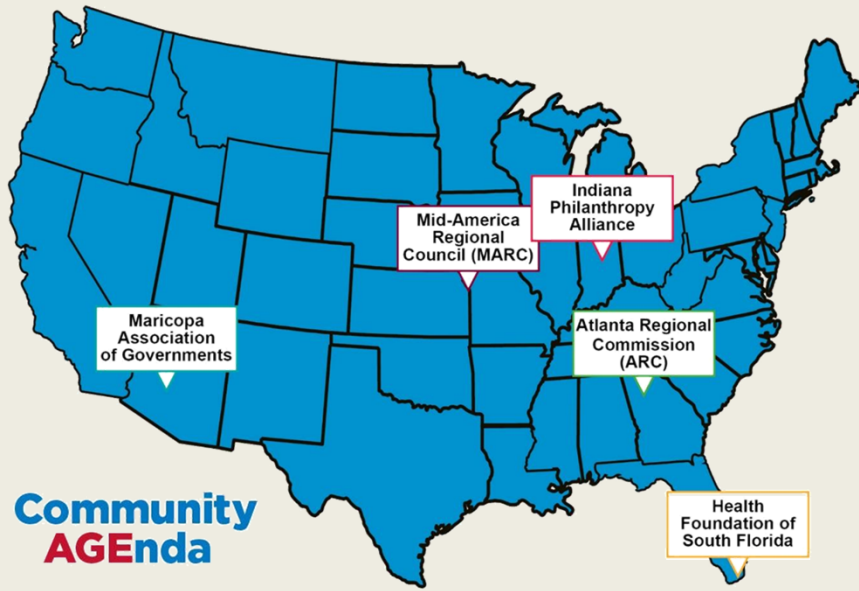 Indiana
Philanthropy
Alliance
Mid-America
Regional
Council (MARC)
Maricopa
Association
of Governments
Atlanta Regional
Commission
(ARC)
Health
Foundation of
South Florida
Community
AGEnda